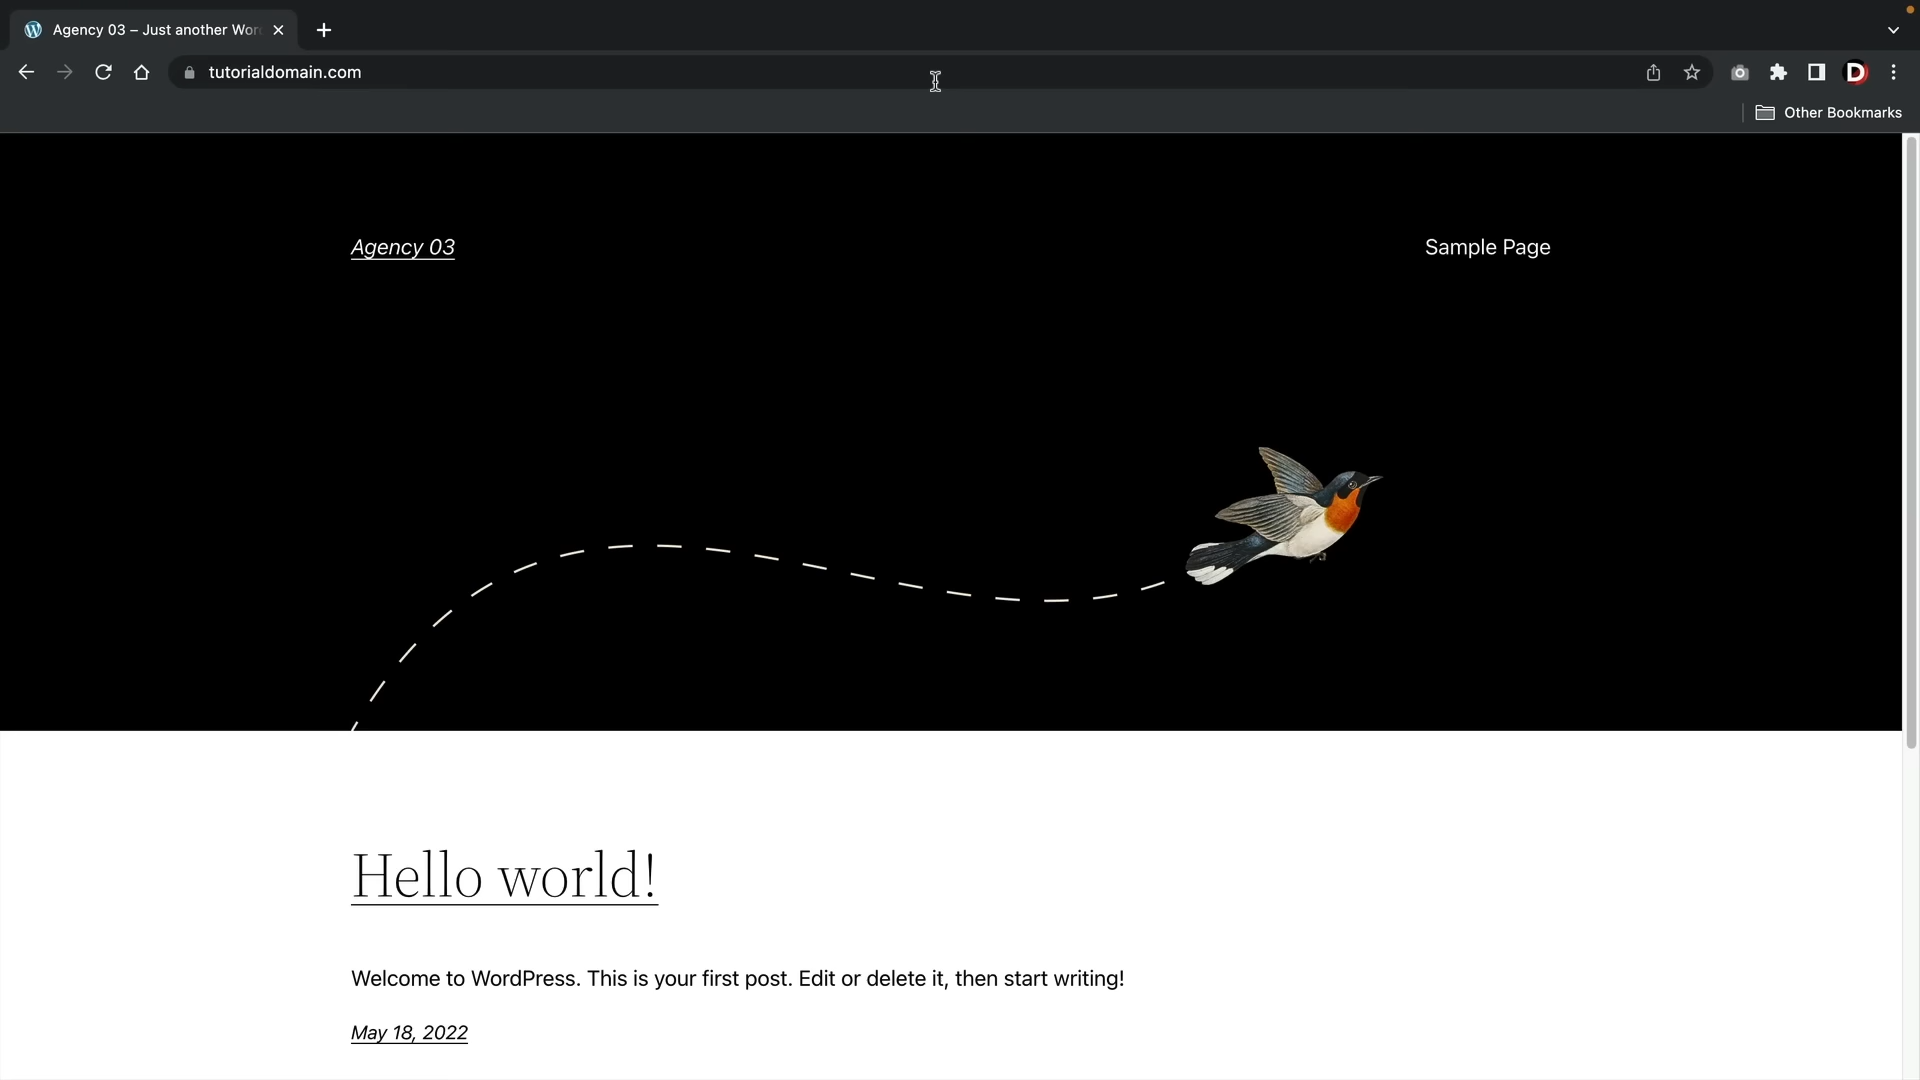 Agency 03 – Just another Wor
tutorialdomain.com
Other Bookmarks
Agency 03
Sample Page
Hello world!
Welcome to WordPress. This is your first post. Edit or delete it, then start writing!
May 18, 2022